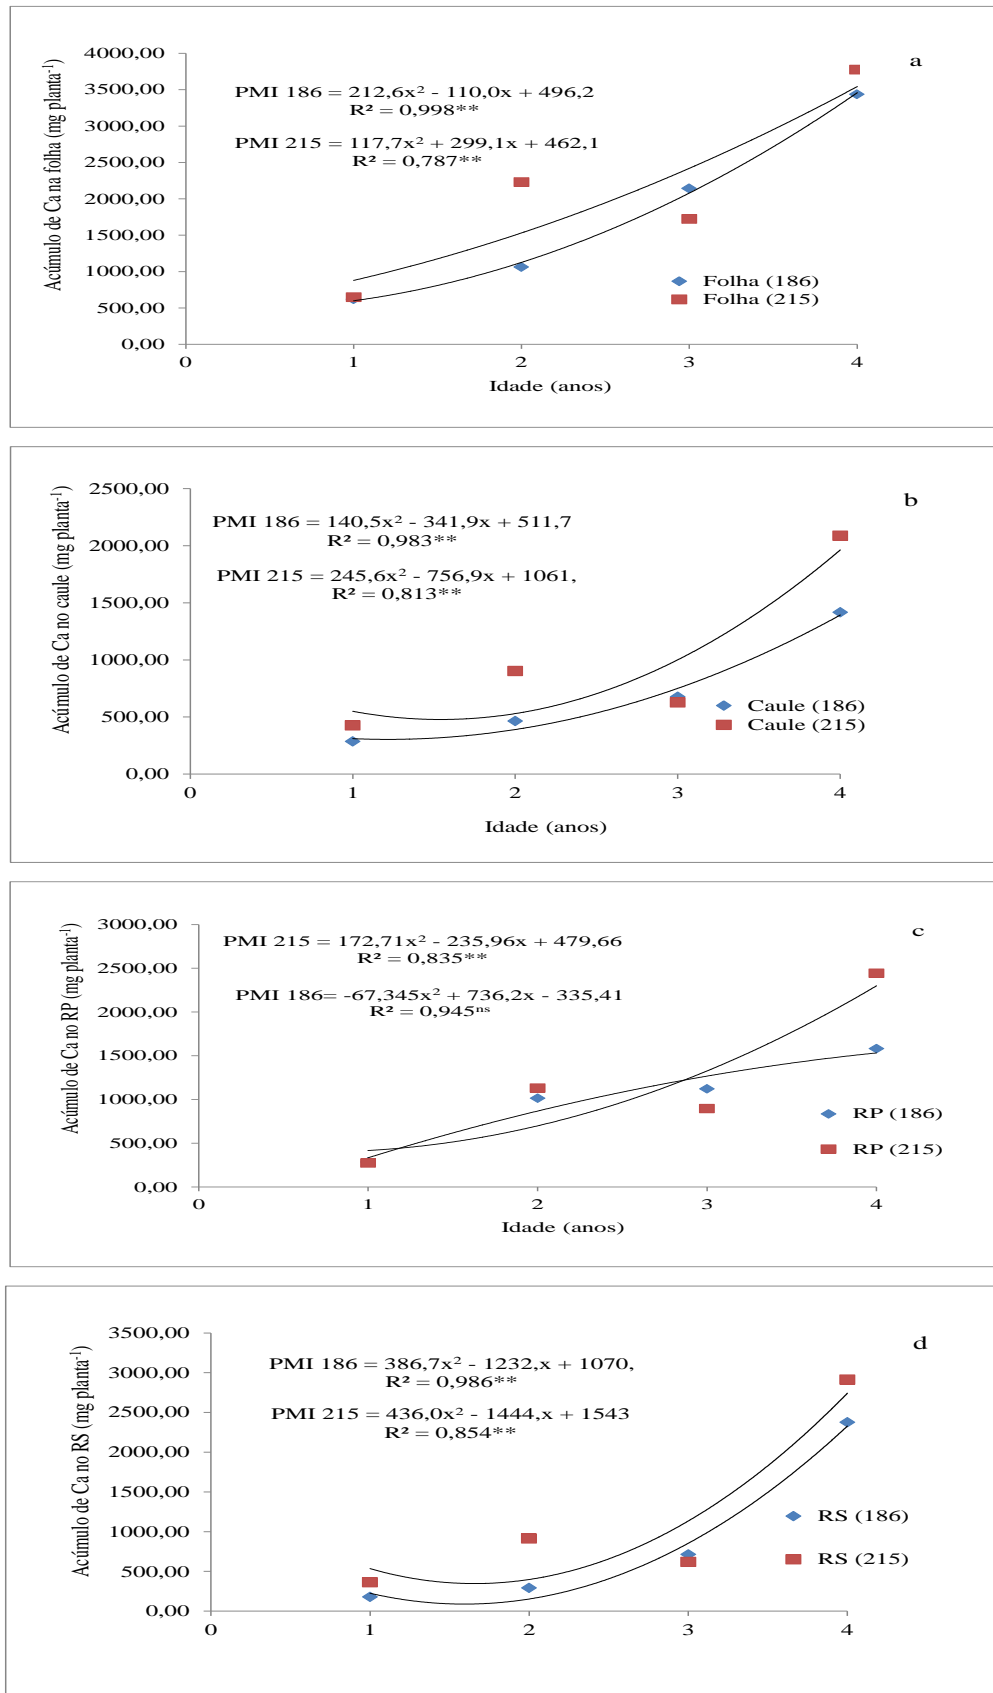 Acúmulo de Ca na folha (mg planta⁻¹)
4000,00
3500,00
3000,00
2500,00
2000,00
1500,00
1000,00
500,00
0,00
a
PMI 186 = 212,6x² - 110,0x + 496,2
R² = 0,998**
PMI 215 = 117,7x² + 299,1x + 462,1
R² = 0,787**
Folha (186)
Folha (215)
0 1 2 3 4
Idade (anos)
Acúmulo de Ca no caule (mg planta⁻¹)
2500,00
2000,00
1500,00
1000,00
500,00
0,00
b
PMI 186 = 140,5x² - 341,9x + 511,7
R² = 0,983**
PMI 215 = 245,6x² - 756,9x + 1061,
R² = 0,813**
Caule (186)
Caule (215)
0 1 2 3 4
Idade (anos)
Acúmulo de Ca no RP (mg planta⁻¹)
3000,00
2500,00
2000,00
1500,00
1000,00
500,00
0,00
c
PMI 215 = 172,71x² - 235,96x + 479,66
R² = 0,835**
PMI 186= -67,345x² + 736,2x - 335,41
R² = 0,945ⁿˢ
RP (186)
RP (215)
0 1 2 3 4
Idade (anos)
Acúmulo de Ca no RS (mg planta⁻¹)
3500,00
3000,00
2500,00
2000,00
1500,00
1000,00
500,00
0,00
d
PMI 186 = 386,7x² - 1232,x + 1070,
R² = 0,986**
PMI 215 = 436,0x² - 1444,x + 1543
R² = 0,854**
RS (186)
RS (215)
0 1 2 3 4